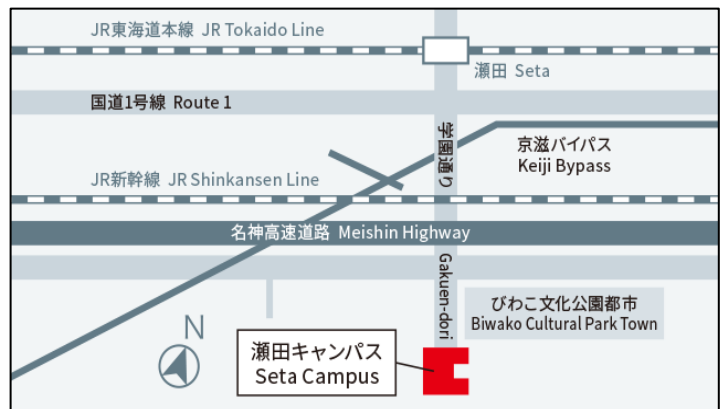 JR東海道本線 JR Tokaido Line
瀬田 Seta
国道1号線 Route 1
学園通り
京滋バイパス
Keiji Bypass
JR新幹線 JR Shinkansen Line
名神高速道路 Meishin Highway
Gakuen-dori
びわこ文化公園都市
Biwako Cultural Park Town
N
瀬田キャンパス
Seta Campus